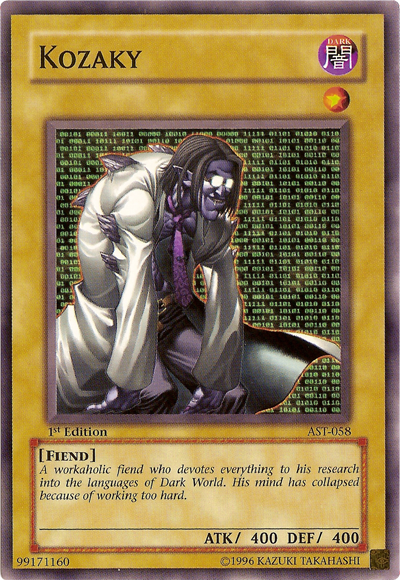 Kozaky
DARK
闇
1st Edition
AST-058
[Fiend]
A workaholic fiend who devotes everything to his research
into the languages of Dark World. His mind has collapsed
because of working too hard.
ATK/ 400 DEF/ 400
99171160
©1996 KAZUKI TAKAHASHI